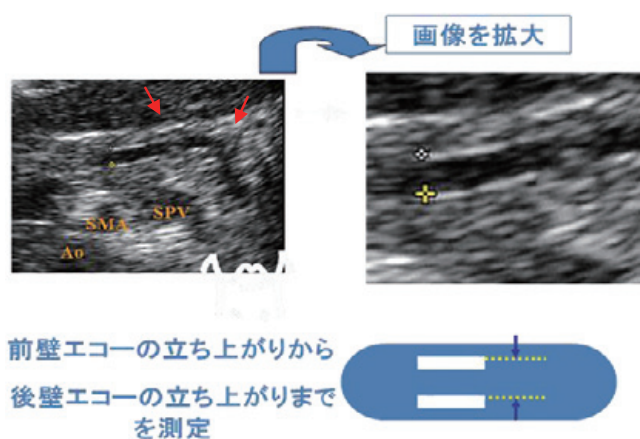 画像を拡大
SMA
SPV
Ao
前壁エコーの立ち上がりから
後壁エコーの立ち上がりまで
を測定